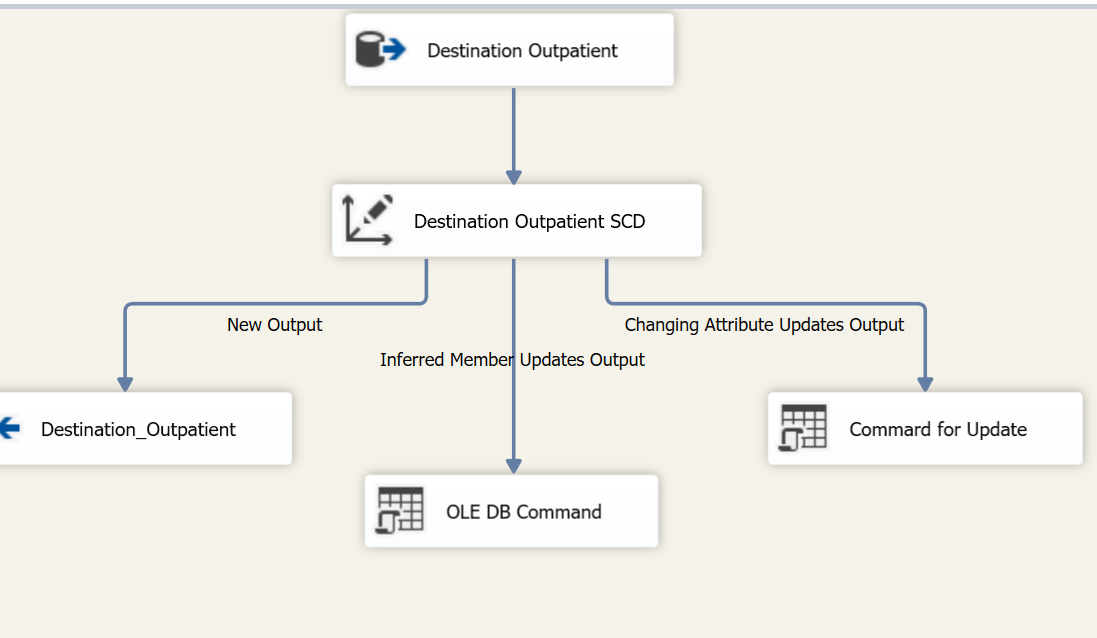 Destination Outpatient
Destination Outpatient SCD
New Output
Changing Attribute Updates Output
Inferred Member Updates Output
Destination_Outpatient
Commard for Update
OLE DB Command